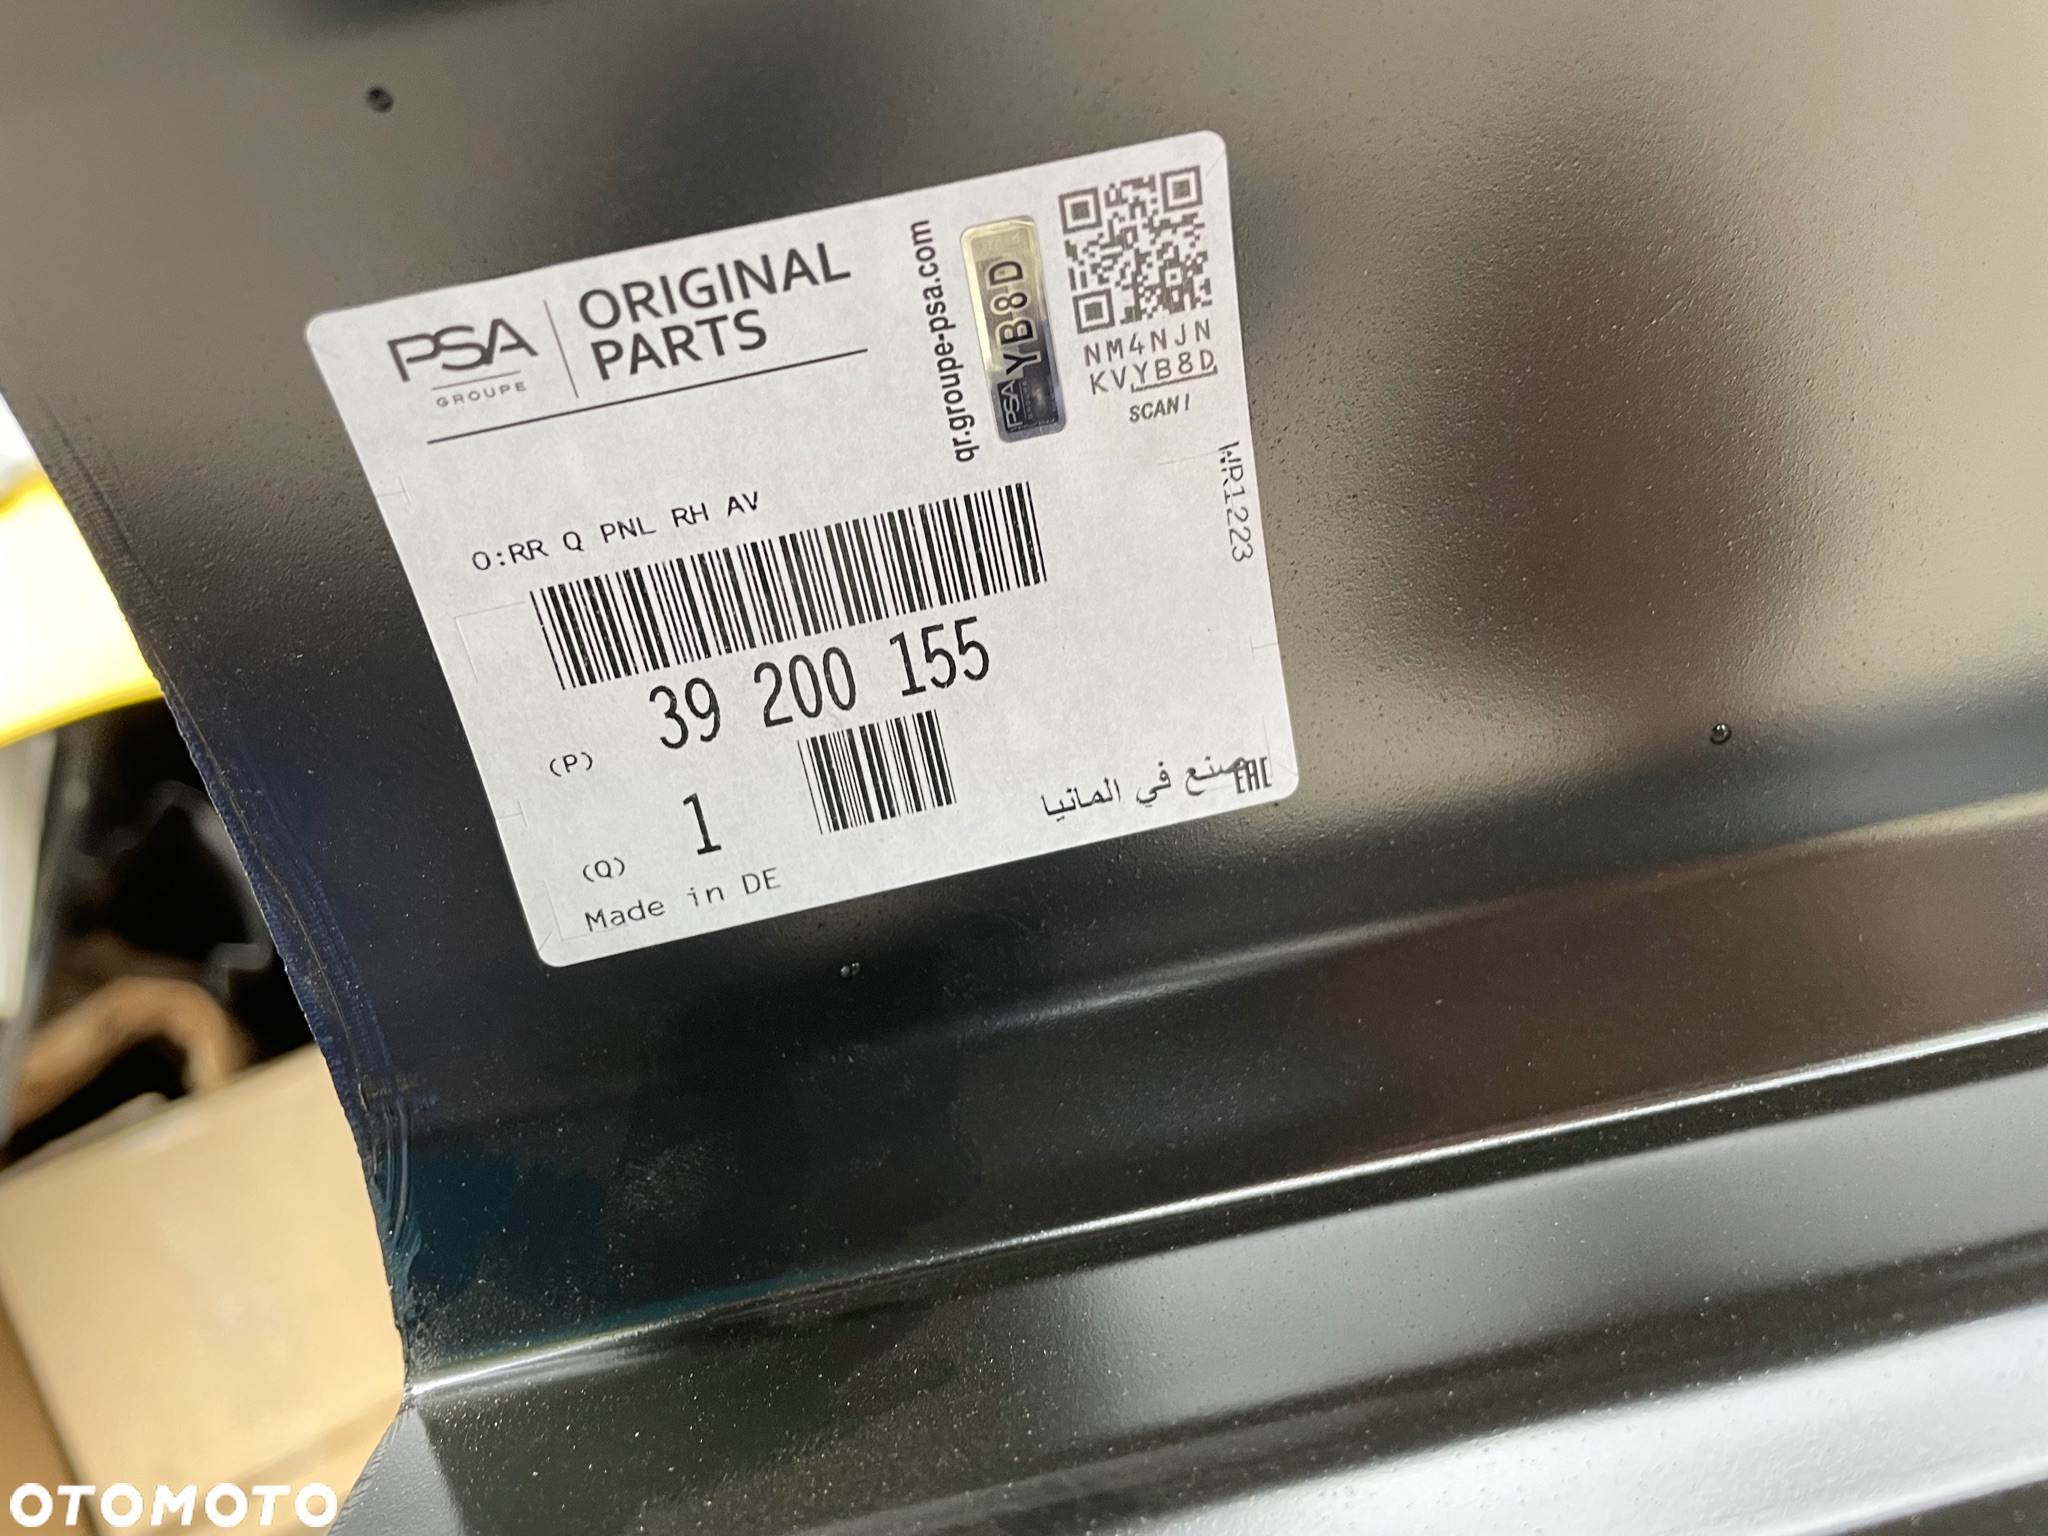 PSA
GROUPE
ORIGINAL
PARTS
qr.groupe-psa.com
PSA YB8D
NM4NJN
KVYB8D
SCAN!
WR1223
O:RR Q PNL RH AV
39 200 155
(P)
(Q) 1
Made in DE
صنع في المانيا
EAC
OTOMOTO